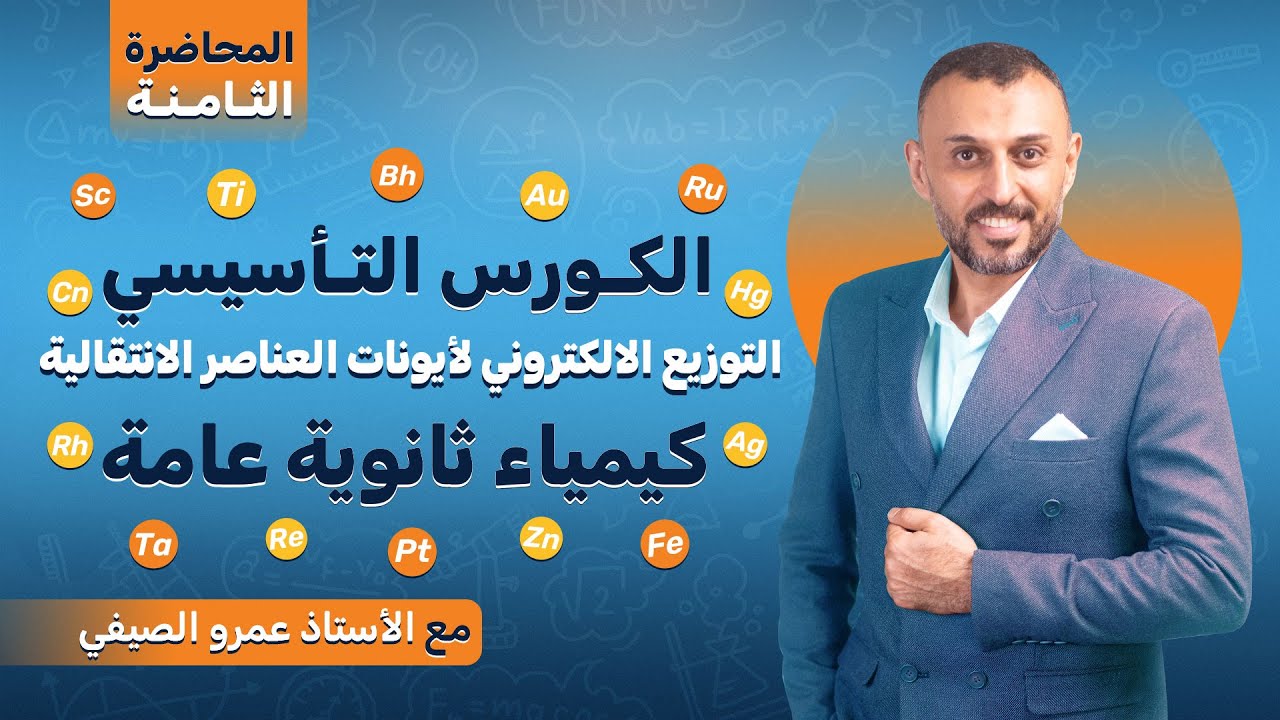 المحاضرة
الثامنة
Sc
Ti
Bh
Au
Ru
الكورس التأسيسي
Cn
Hg
التوزيع الالكتروني لأيونات العناصر الانتقالية
كيمياء ثانوية عامة
Rh
Ag
Ta
Re
Pt
Zn
Fe
مع الأستاذ عمرو الصيفي